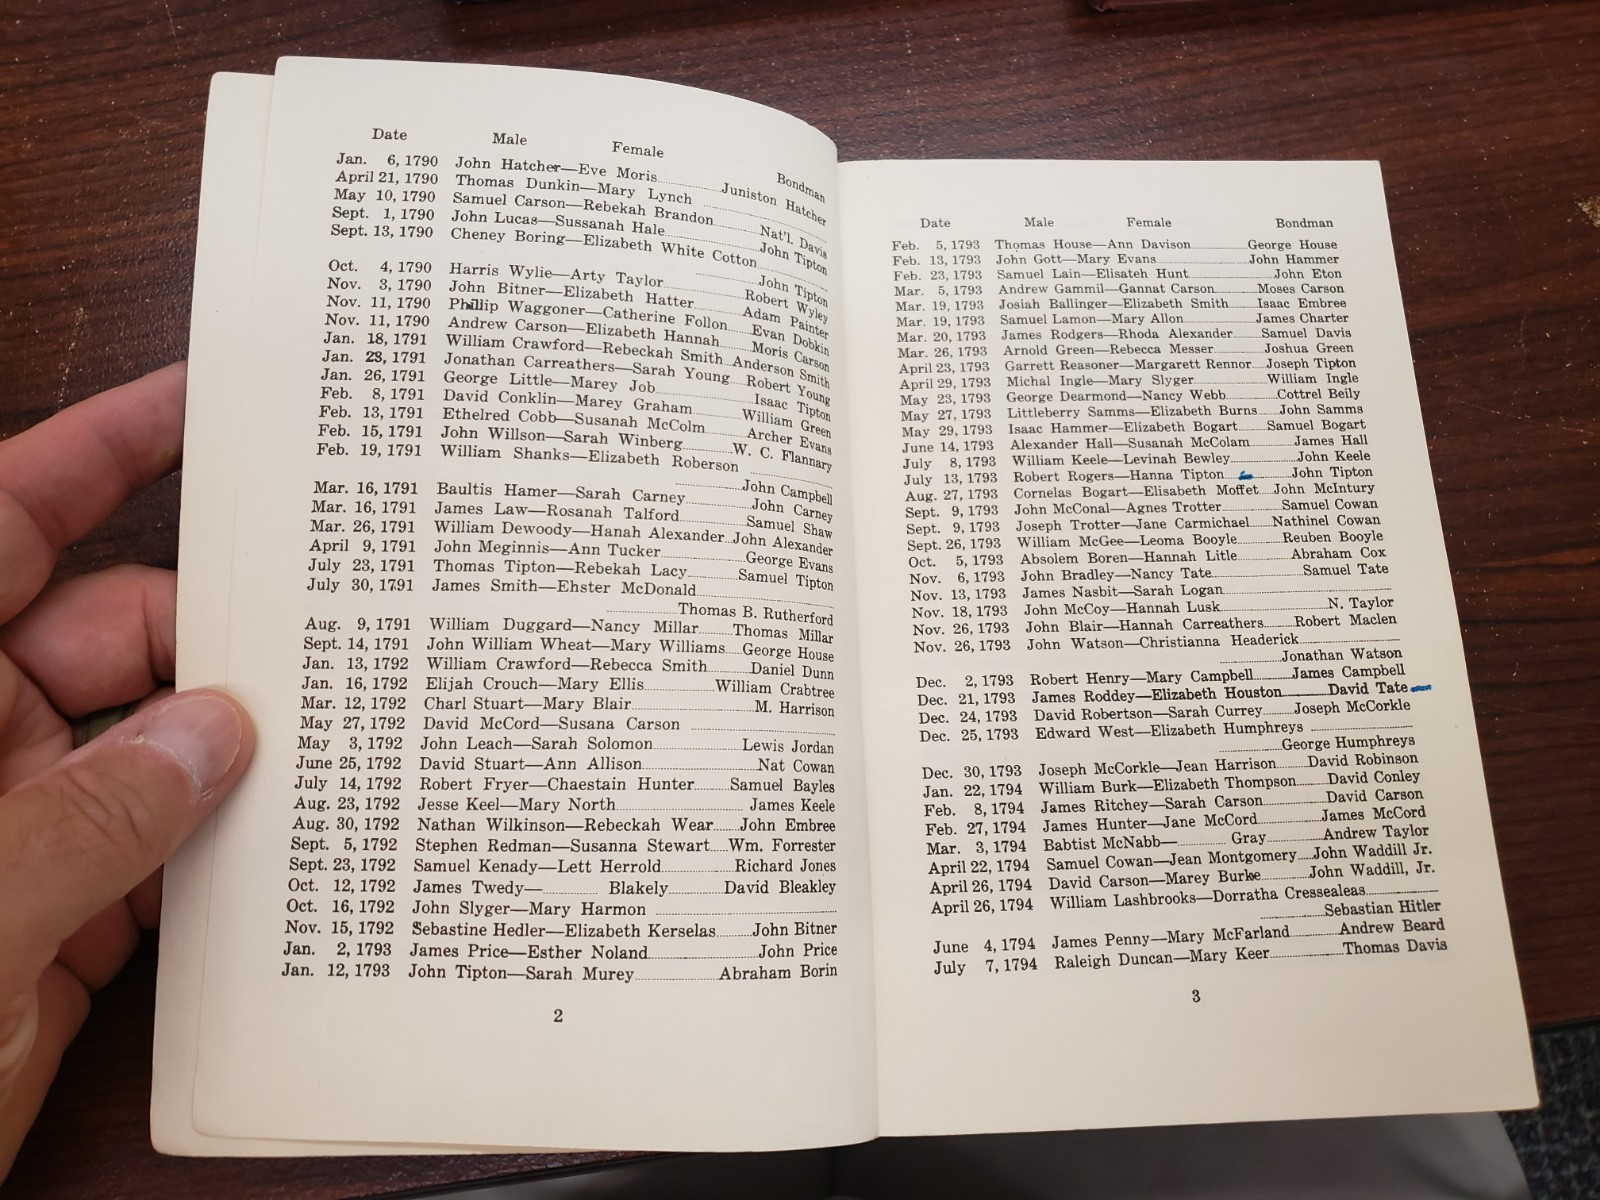 Date Male Female Bondman
Jan. 6, 1790 John Hatcher—Eve Moris Juniston Hatcher
April 21, 1790 Thomas Dunkin—Mary Lynch
May 10, 1790 Samuel Carson—Rebekah Brandon Nat'l. Davis
Sept. 1, 1790 John Lucas—Sussanah Hale John Tipton
Sept. 13, 1790 Cheney Boring—Elizabeth White Cotton
John Tipton
Oct. 4, 1790 Harris Wylie—Arty Taylor Robert Wyley
Nov. 3, 1790 John Bitner—Elizabeth Hatter Adam Painter
Nov. 11, 1790 Phillip Waggoner—Catherine Follon Evan Dobkin
Nov. 11, 1790 Andrew Carson—Elizabeth Hannah Moris Carson
Jan. 18, 1791 William Crawford—Rebeckah Smith Anderson Smith
Jan. 23, 1791 Jonathan Carreathers—Sarah Young Robert Young
Jan. 26, 1791 George Little—Marey Job Isaac Tipton
Feb. 8, 1791 David Conklin—Marey Graham William Green
Feb. 13, 1791 Ethelred Cobb—Susanah McColm Archer Evans
Feb. 15, 1791 John Willson—Sarah Winberg W. C. Flannary
Feb. 19, 1791 William Shanks—Elizabeth Roberson
John Campbell
Mar. 16, 1791 Baultis Hamer—Sarah Carney John Carney
Mar. 16, 1791 James Law—Rosanah Talford Samuel Shaw
Mar. 26, 1791 William Dewoody—Hanah Alexander John Alexander
April 9, 1791 John Meginnis—Ann Tucker George Evans
July 23, 1791 Thomas Tipton—Rebekah Lacy Samuel Tipton
July 30, 1791 James Smith—Ehster McDonald
Thomas B. Rutherford
Aug. 9, 1791 William Duggard—Nancy Millar Thomas Millar
Sept. 14, 1791 John William Wheat—Mary Williams George House
Jan. 13, 1792 William Crawford—Rebecca Smith Daniel Dunn
Jan. 16, 1792 Elijah Crouch—Mary Ellis William Crabtree
Mar. 12, 1792 Charl Stuart—Mary Blair M. Harrison
May 27, 1792 David McCord—Susana Carson
May 3, 1792 John Leach—Sarah Solomon Lewis Jordan
June 25, 1792 David Stuart—Ann Allison Nat Cowan
July 14, 1792 Robert Fryer—Chaestain Hunter Samuel Bayles
Aug. 23, 1792 Jesse Keel—Mary North James Keele
Aug. 30, 1792 Nathan Wilkinson—Rebeckah Wear John Embree
Sept. 5, 1792 Stephen Redman—Susanna Stewart Wm. Forrester
Sept. 23, 1792 Samuel Kenady—Lett Herrold Richard Jones
Oct. 12, 1792 James Twedy— Blakely David Bleakley
Oct. 16, 1792 John Slyger—Mary Harmon
Nov. 15, 1792 Sebastine Hedler—Elizabeth Kerselas John Bitner
Jan. 2, 1793 James Price—Esther Noland John Price
Jan. 12, 1793 John Tipton—Sarah Murey Abraham Borin
2
Date Male Female Bondman
Feb. 5, 1793 Thomas House—Ann Davison George House
Feb. 13, 1793 John Gott—Mary Evans John Hammer
Feb. 23, 1793 Samuel Lain—Elisateh Hunt John Eton
Mar. 5, 1793 Andrew Gammil—Gannat Carson Moses Carson
Mar. 19, 1793 Josiah Ballinger—Elizabeth Smith Isaac Embree
Mar. 19, 1793 Samuel Lamon—Mary Allon James Charter
Mar. 20, 1793 James Rodgers—Rhoda Alexander Samuel Davis
Mar. 26, 1793 Arnold Green—Rebecca Messer Joshua Green
April 23, 1793 Garrett Reasoner—Margarett Rennor Joseph Tipton
April 29, 1793 Michal Ingle—Mary Slyger William Ingle
May 23, 1793 George Dearmond—Nancy Webb Cottrel Beily
May 27, 1793 Littleberry Samms—Elizabeth Burns John Samms
May 29, 1793 Isaac Hammer—Elizabeth Bogart Samuel Bogart
June 14, 1793 Alexander Hall—Susanah McColam James Hall
July 8, 1793 William Keele—Levinah Bewley John Keele
July 13, 1793 Robert Rogers—Hanna Tipton John Tipton
Aug. 27, 1793 Cornelas Bogart—Elisabeth Moffet John McIntury
Sept. 9, 1793 John McConal—Agnes Trotter Samuel Cowan
Sept. 9, 1793 Joseph Trotter—Jane Carmichael Nathinel Cowan
Sept. 26, 1793 William McGee—Leoma Booyle Reuben Booyle
Oct. 5, 1793 Absolem Boren—Hannah Litle Abraham Cox
Nov. 6, 1793 John Bradley—Nancy Tate Samuel Tate
Nov. 13, 1793 James Nasbit—Sarah Logan
Nov. 18, 1793 John McCoy—Hannah Lusk N. Taylor
Nov. 26, 1793 John Blair—Hannah Carreathers Robert Maclen
Nov. 26, 1793 John Watson—Christianna Headerick
Jonathan Watson
Dec. 2, 1793 Robert Henry—Mary Campbell James Campbell
Dec. 21, 1793 James Roddey—Elizabeth Houston David Tate
Dec. 24, 1793 David Robertson—Sarah Currey Joseph McCorkle
Dec. 25, 1793 Edward West—Elizabeth Humphreys
George Humphreys
Dec. 30, 1793 Joseph McCorkle—Jean Harrison David Robinson
Jan. 22, 1794 William Burk—Elizabeth Thompson David Conley
Feb. 8, 1794 James Ritchey—Sarah Carson David Carson
Feb. 27, 1794 James Hunter—Jane McCord James McCord
Mar. 3, 1794 Babtist McNabb— Gray Andrew Taylor
April 22, 1794 Samuel Cowan—Jean Montgomery John Waddill Jr.
April 26, 1794 David Carson—Marey Burke John Waddill, Jr.
April 26, 1794 William Lashbrooks—Dorratha Cressealeas
Sebastian Hitler
June 4, 1794 James Penny—Mary McFarland Andrew Beard
July 7, 1794 Raleigh Duncan—Mary Keer Thomas Davis
3